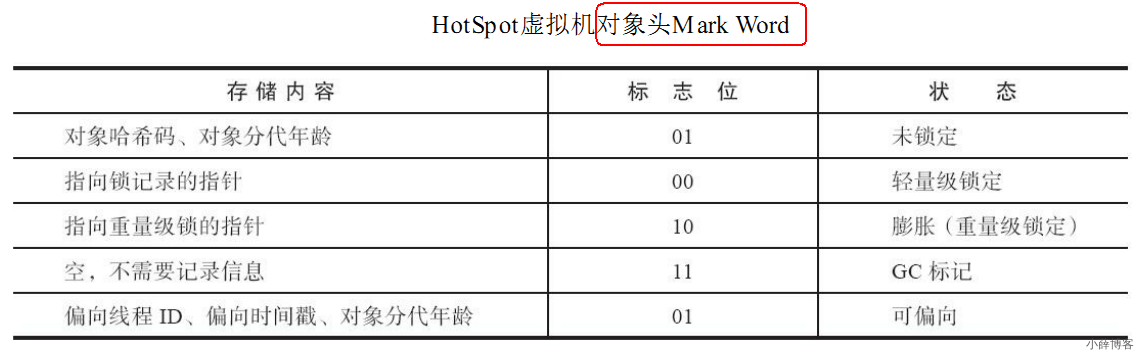 HotSpot虚拟机对象头Mark Word
存储内容 标志位 状态
对象哈希码、对象分代年龄 01 未锁定
指向锁记录的指针 00 轻量级锁定
指向重量级锁的指针 10 膨胀（重量级锁定）
空，不需要记录信息 11 GC 标记
偏向线程 ID、偏向时间戳、对象分代年龄 01 可偏向
小薛博客